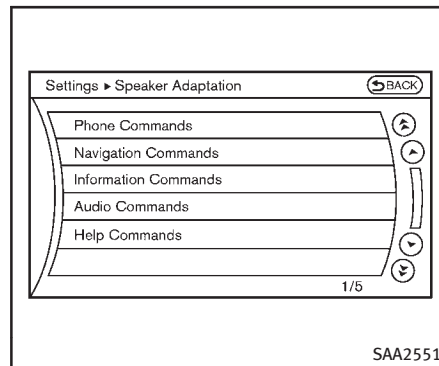 Settings ▸ Speaker Adaptation BACK
Phone Commands
Navigation Commands
Information Commands
Audio Commands
Help Commands
1/5
SAA2551